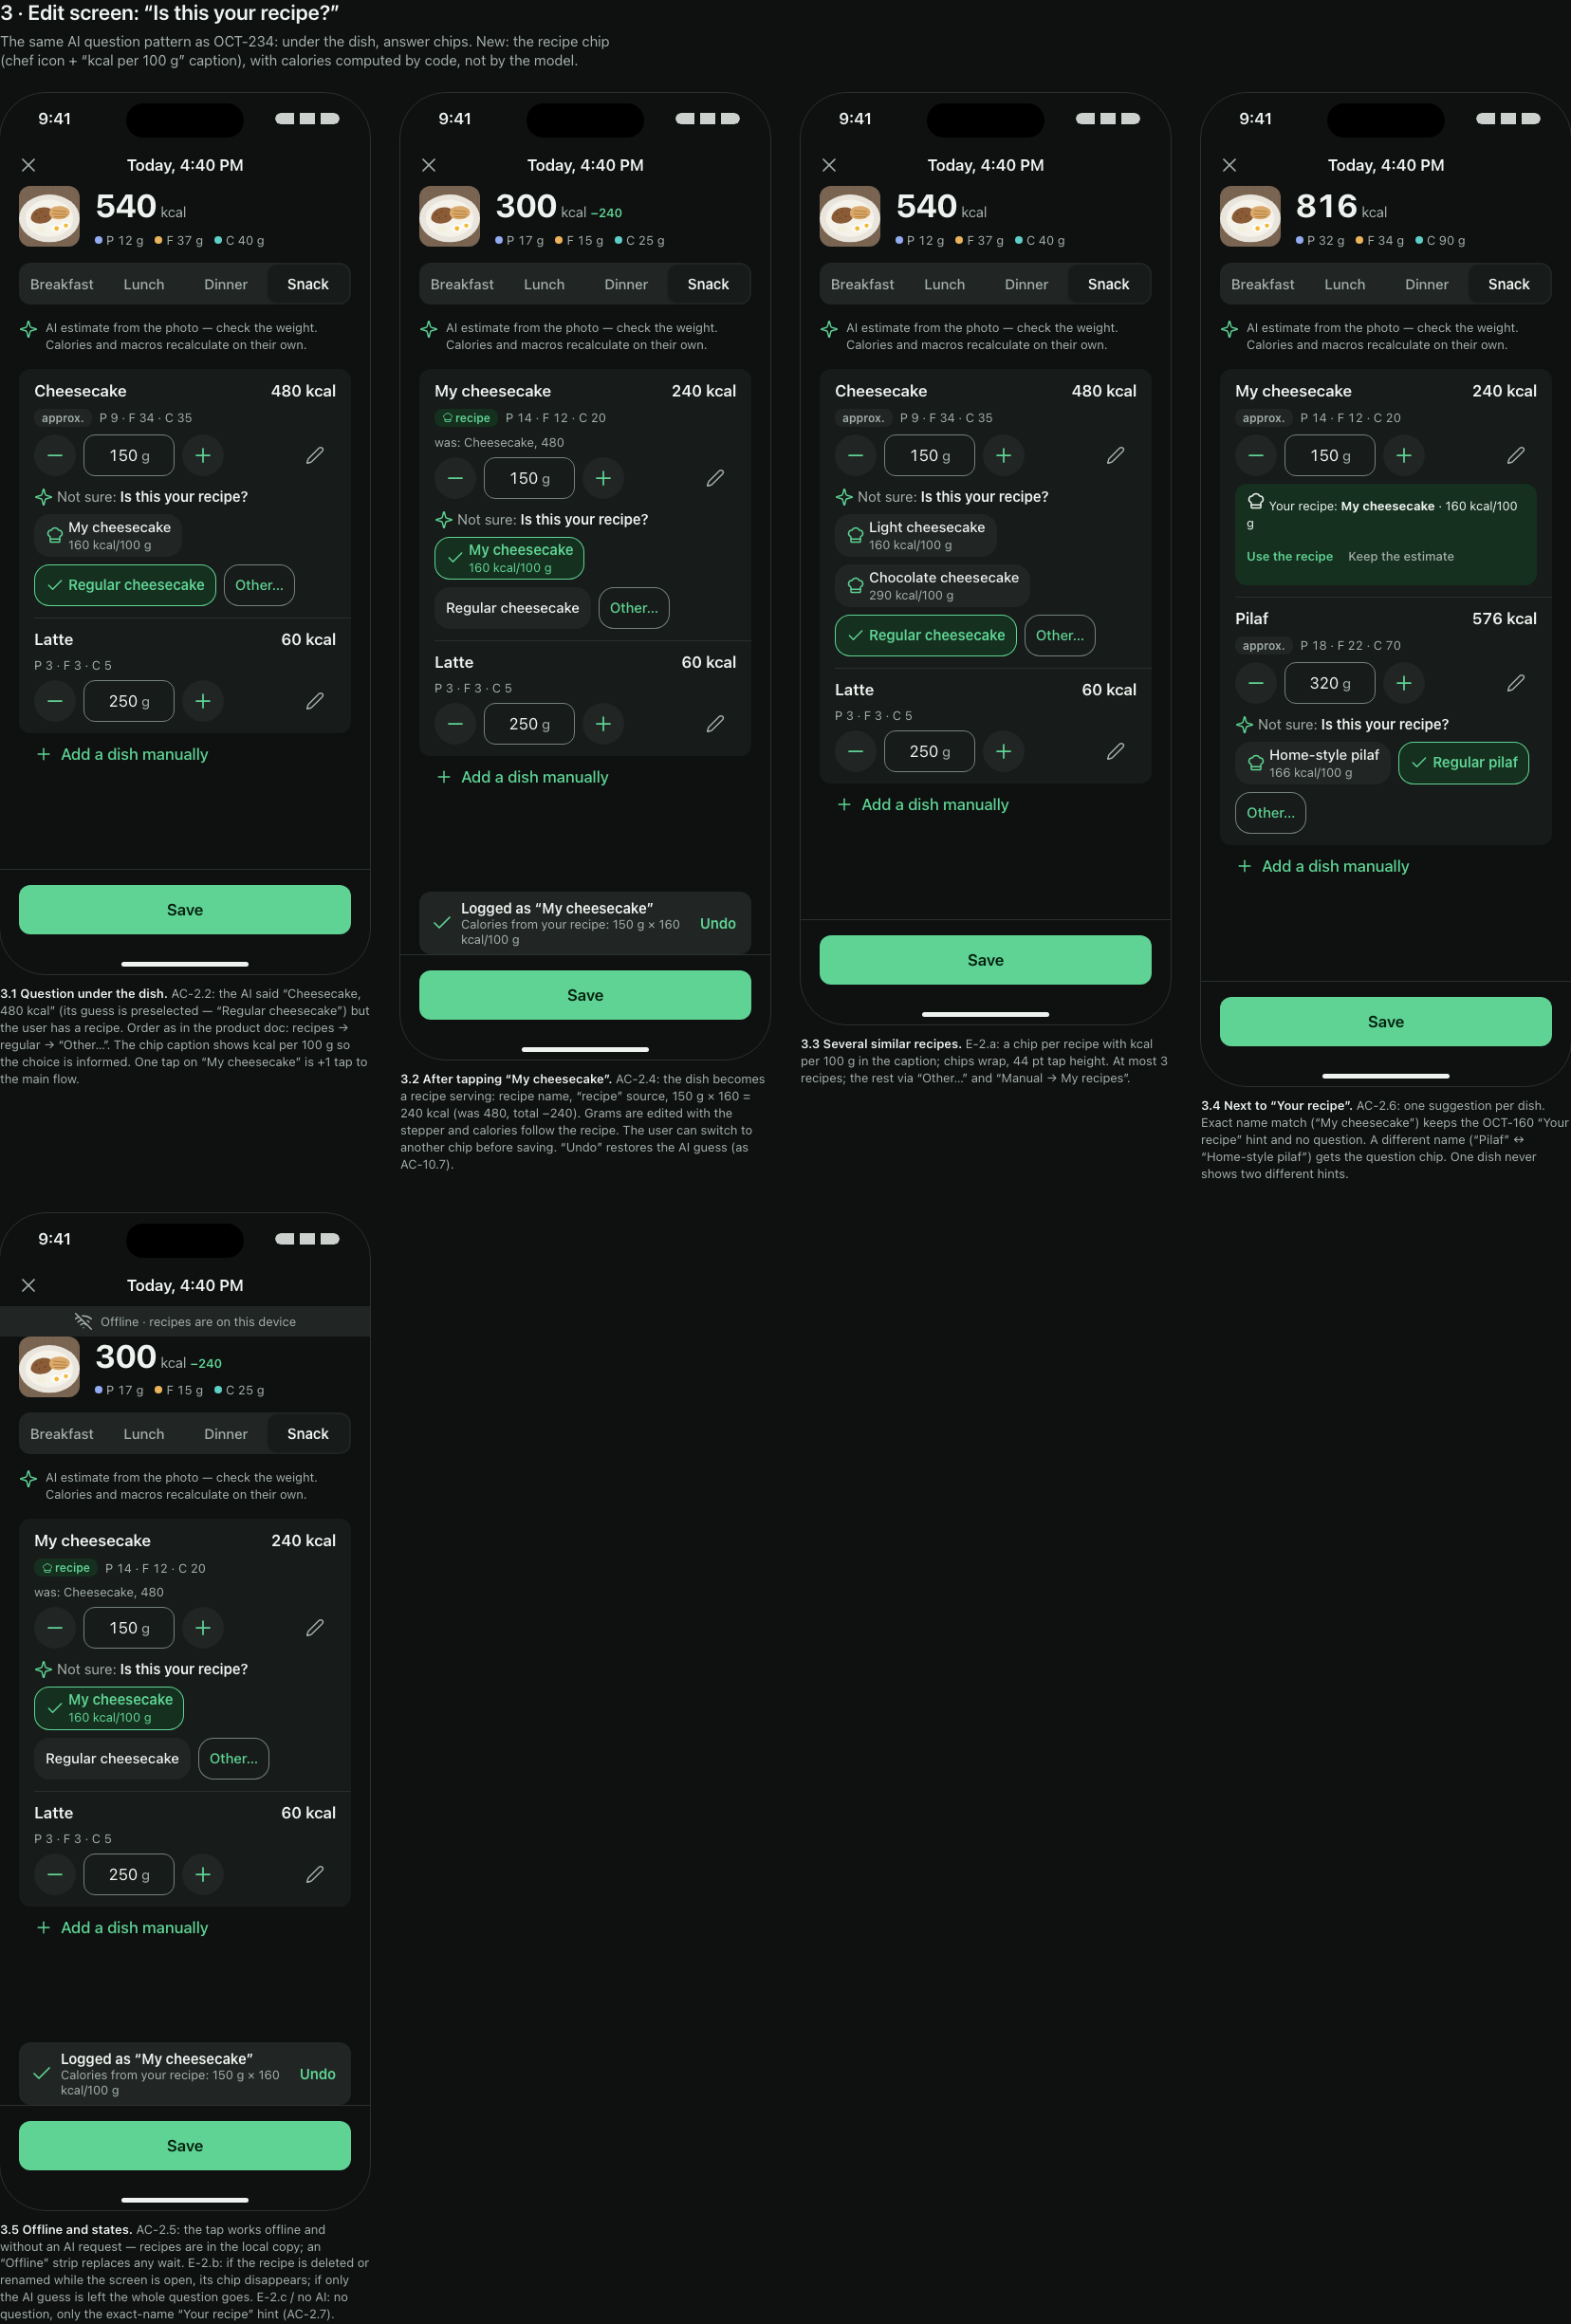 3 · Edit screen: “Is this your recipe?”
The same AI question pattern as OCT-234: under the dish, answer chips. New: the recipe chip
(chef icon + “kcal per 100 g” caption), with calories computed by code, not by the model.
9:41
Today, 4:40 PM
540 kcal
P 12 g F 37 g C 40 g
Breakfast Lunch Dinner Snack
AI estimate from the photo — check the weight.
Calories and macros recalculate on their own.
Cheesecake 480 kcal
approx. P 9 · F 34 · C 35
150 g
Not sure: Is this your recipe?
My cheesecake
160 kcal/100 g
Regular cheesecake Other...
Latte 60 kcal
P 3 · F 3 · C 5
250 g
Add a dish manually
Save
3.1 Question under the dish. AC-2.2: the AI said “Cheesecake,
480 kcal” (its guess is preselected — “Regular cheesecake”) but
the user has a recipe. Order as in the product doc: recipes →
regular → “Other...”. The chip caption shows kcal per 100 g so
the choice is informed. One tap on “My cheesecake” is +1 tap to
the main flow.
9:41
Today, 4:40 PM
300 kcal −240
P 17 g F 15 g C 25 g
Breakfast Lunch Dinner Snack
AI estimate from the photo — check the weight.
Calories and macros recalculate on their own.
My cheesecake 240 kcal
recipe P 14 · F 12 · C 20
was: Cheesecake, 480
150 g
Not sure: Is this your recipe?
My cheesecake
160 kcal/100 g
Regular cheesecake Other...
Latte 60 kcal
P 3 · F 3 · C 5
250 g
Add a dish manually
Logged as “My cheesecake”
Calories from your recipe: 150 g × 160
kcal/100 g
Undo
Save
3.2 After tapping “My cheesecake”. AC-2.4: the dish becomes
a recipe serving: recipe name, “recipe” source, 150 g × 160 =
240 kcal (was 480, total −240). Grams are edited with the
stepper and calories follow the recipe. The user can switch to
another chip before saving. “Undo” restores the AI guess (as
AC-10.7).
9:41
Today, 4:40 PM
540 kcal
P 12 g F 37 g C 40 g
Breakfast Lunch Dinner Snack
AI estimate from the photo — check the weight.
Calories and macros recalculate on their own.
Cheesecake 480 kcal
approx. P 9 · F 34 · C 35
150 g
Not sure: Is this your recipe?
Light cheesecake
160 kcal/100 g
Chocolate cheesecake
290 kcal/100 g
Regular cheesecake Other...
Latte 60 kcal
P 3 · F 3 · C 5
250 g
Add a dish manually
Save
3.3 Several similar recipes. E-2.a: a chip per recipe with kcal
per 100 g in the caption; chips wrap, 44 pt tap height. At most 3
recipes; the rest via “Other...” and “Manual → My recipes”.
9:41
Today, 4:40 PM
816 kcal
P 32 g F 34 g C 90 g
Breakfast Lunch Dinner Snack
AI estimate from the photo — check the weight.
Calories and macros recalculate on their own.
My cheesecake 240 kcal
approx. P 14 · F 12 · C 20
150 g
Your recipe: My cheesecake · 160 kcal/100
g
Use the recipe Keep the estimate
Pilaf 576 kcal
approx. P 18 · F 22 · C 70
320 g
Not sure: Is this your recipe?
Home-style pilaf
166 kcal/100 g
Regular pilaf
Other...
Add a dish manually
Save
3.4 Next to “Your recipe”. AC-2.6: one suggestion per dish.
Exact name match (“My cheesecake”) keeps the OCT-160 “Your
recipe” hint and no question. A different name (“Pilaf” ↔
“Home-style pilaf”) gets the question chip. One dish never
shows two different hints.
9:41
Today, 4:40 PM
Offline · recipes are on this device
300 kcal −240
P 17 g F 15 g C 25 g
Breakfast Lunch Dinner Snack
AI estimate from the photo — check the weight.
Calories and macros recalculate on their own.
My cheesecake 240 kcal
recipe P 14 · F 12 · C 20
was: Cheesecake, 480
150 g
Not sure: Is this your recipe?
My cheesecake
160 kcal/100 g
Regular cheesecake Other...
Latte 60 kcal
P 3 · F 3 · C 5
250 g
Add a dish manually
Logged as “My cheesecake”
Calories from your recipe: 150 g × 160
kcal/100 g
Undo
Save
3.5 Offline and states. AC-2.5: the tap works offline and
without an AI request — recipes are in the local copy; an
“Offline” strip replaces any wait. E-2.b: if the recipe is deleted or
renamed while the screen is open, its chip disappears; if only
the AI guess is left the whole question goes. E-2.c / no AI: no
question, only the exact-name “Your recipe” hint (AC-2.7).